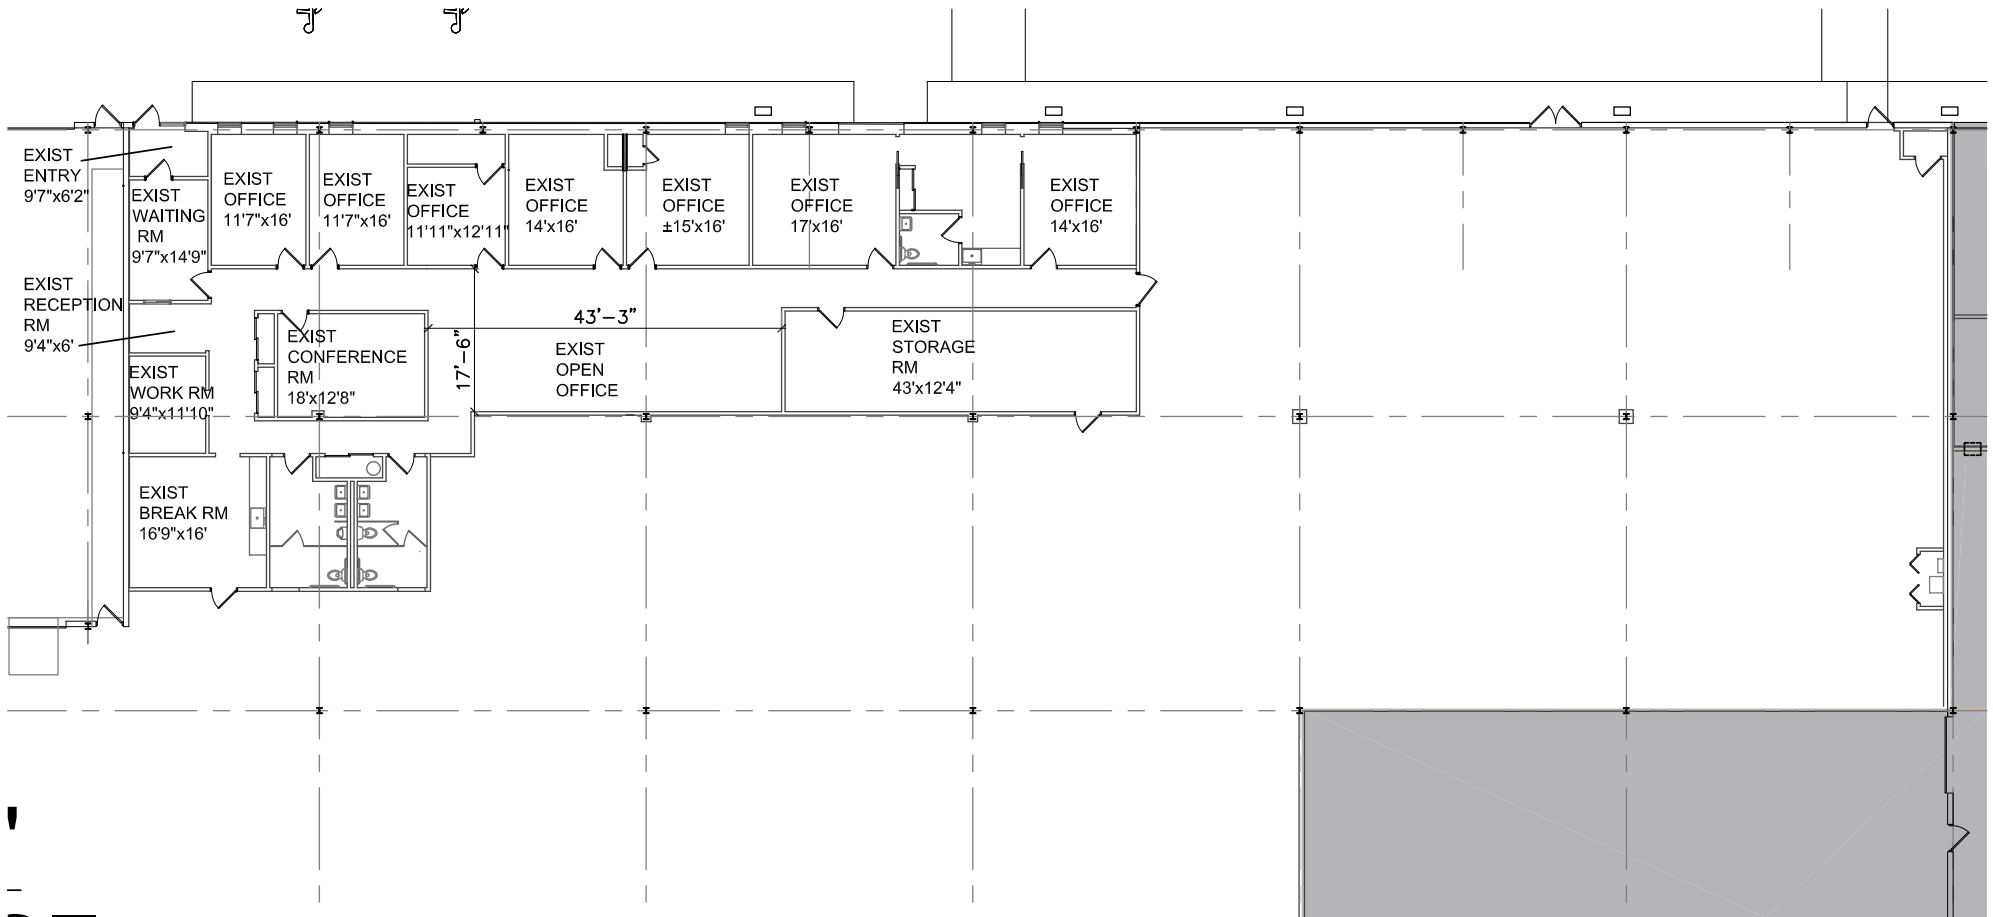 EXIST
ENTRY
9'7"x6'2"
EXIST
WAITING
RM
9'7"x14'9"
EXIST
OFFICE
11'7"x16'
EXIST
OFFICE
11'7"x16'
EXIST
OFFICE
11'11"x12'11"
EXIST
OFFICE
14'x16'
EXIST
OFFICE
±15'x16'
EXIST
OFFICE
17'x16'
EXIST
OFFICE
14'x16'
EXIST
RECEPTION
RM
9'4"x6'
EXIST
WORK RM
9'4"x11'10"
EXIST
CONFERENCE
RM
18'x12'8"
17'-6"
43'-3"
EXIST
OPEN
OFFICE
EXIST
STORAGE
RM
43'x12'4"
EXIST
BREAK RM
16'9"x16'